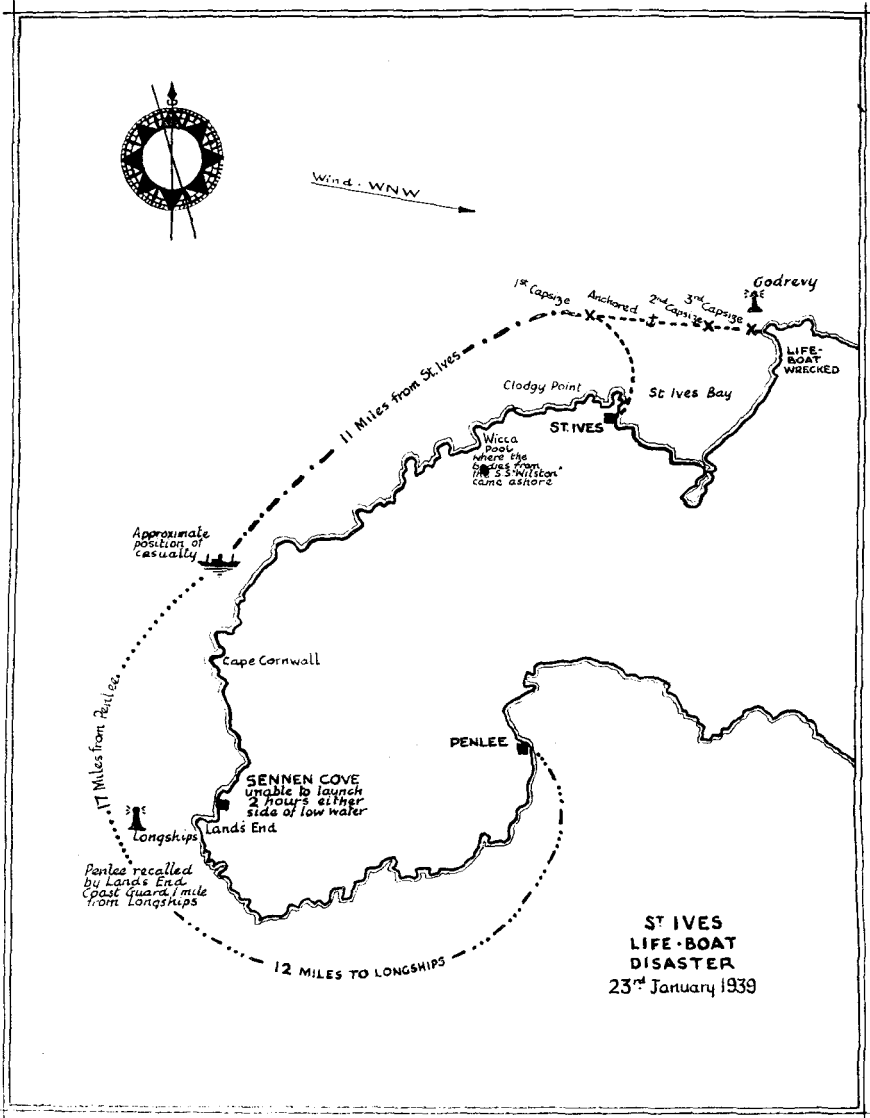 Wind · WNW
Godrevy
1st Capsize
Anchored
2nd Capsize
3rd Capsize
LIFE-
BOAT
WRECKED
11 Miles from St. Ives
Clodgy Point
St Ives Bay
ST. IVES
Wicca
Pool
where the
bodies from
the S.S "Wilston"
came ashore
Approximate
position of
casualty
Cape Cornwall
17 Miles from Penlee
PENLEE
SENNEN COVE
unable to launch
2 hours either
side of low water
Longships
Lands End
Penlee recalled
by Lands End
Coast Guard 1 mile
from Longships
12 MILES TO LONGSHIPS
ST IVES
LIFE·BOAT
DISASTER
23rd January 1939